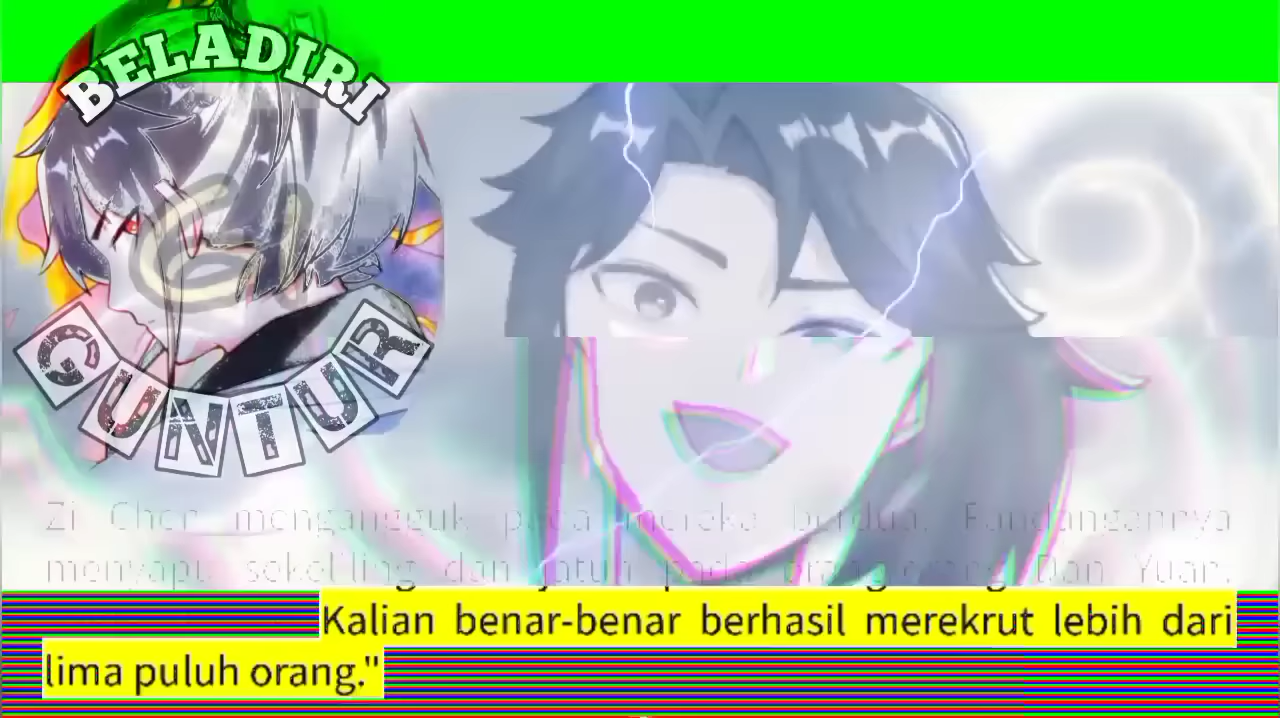 BELADIRI
GUNTUR
Zi Chen mengangguk pada mereka berdua. Pandangannya
menyapu sekeliling dan jatuh pada orang-orang Dan Yuan.
Kalian benar-benar berhasil merekrut lebih dari
lima puluh orang."